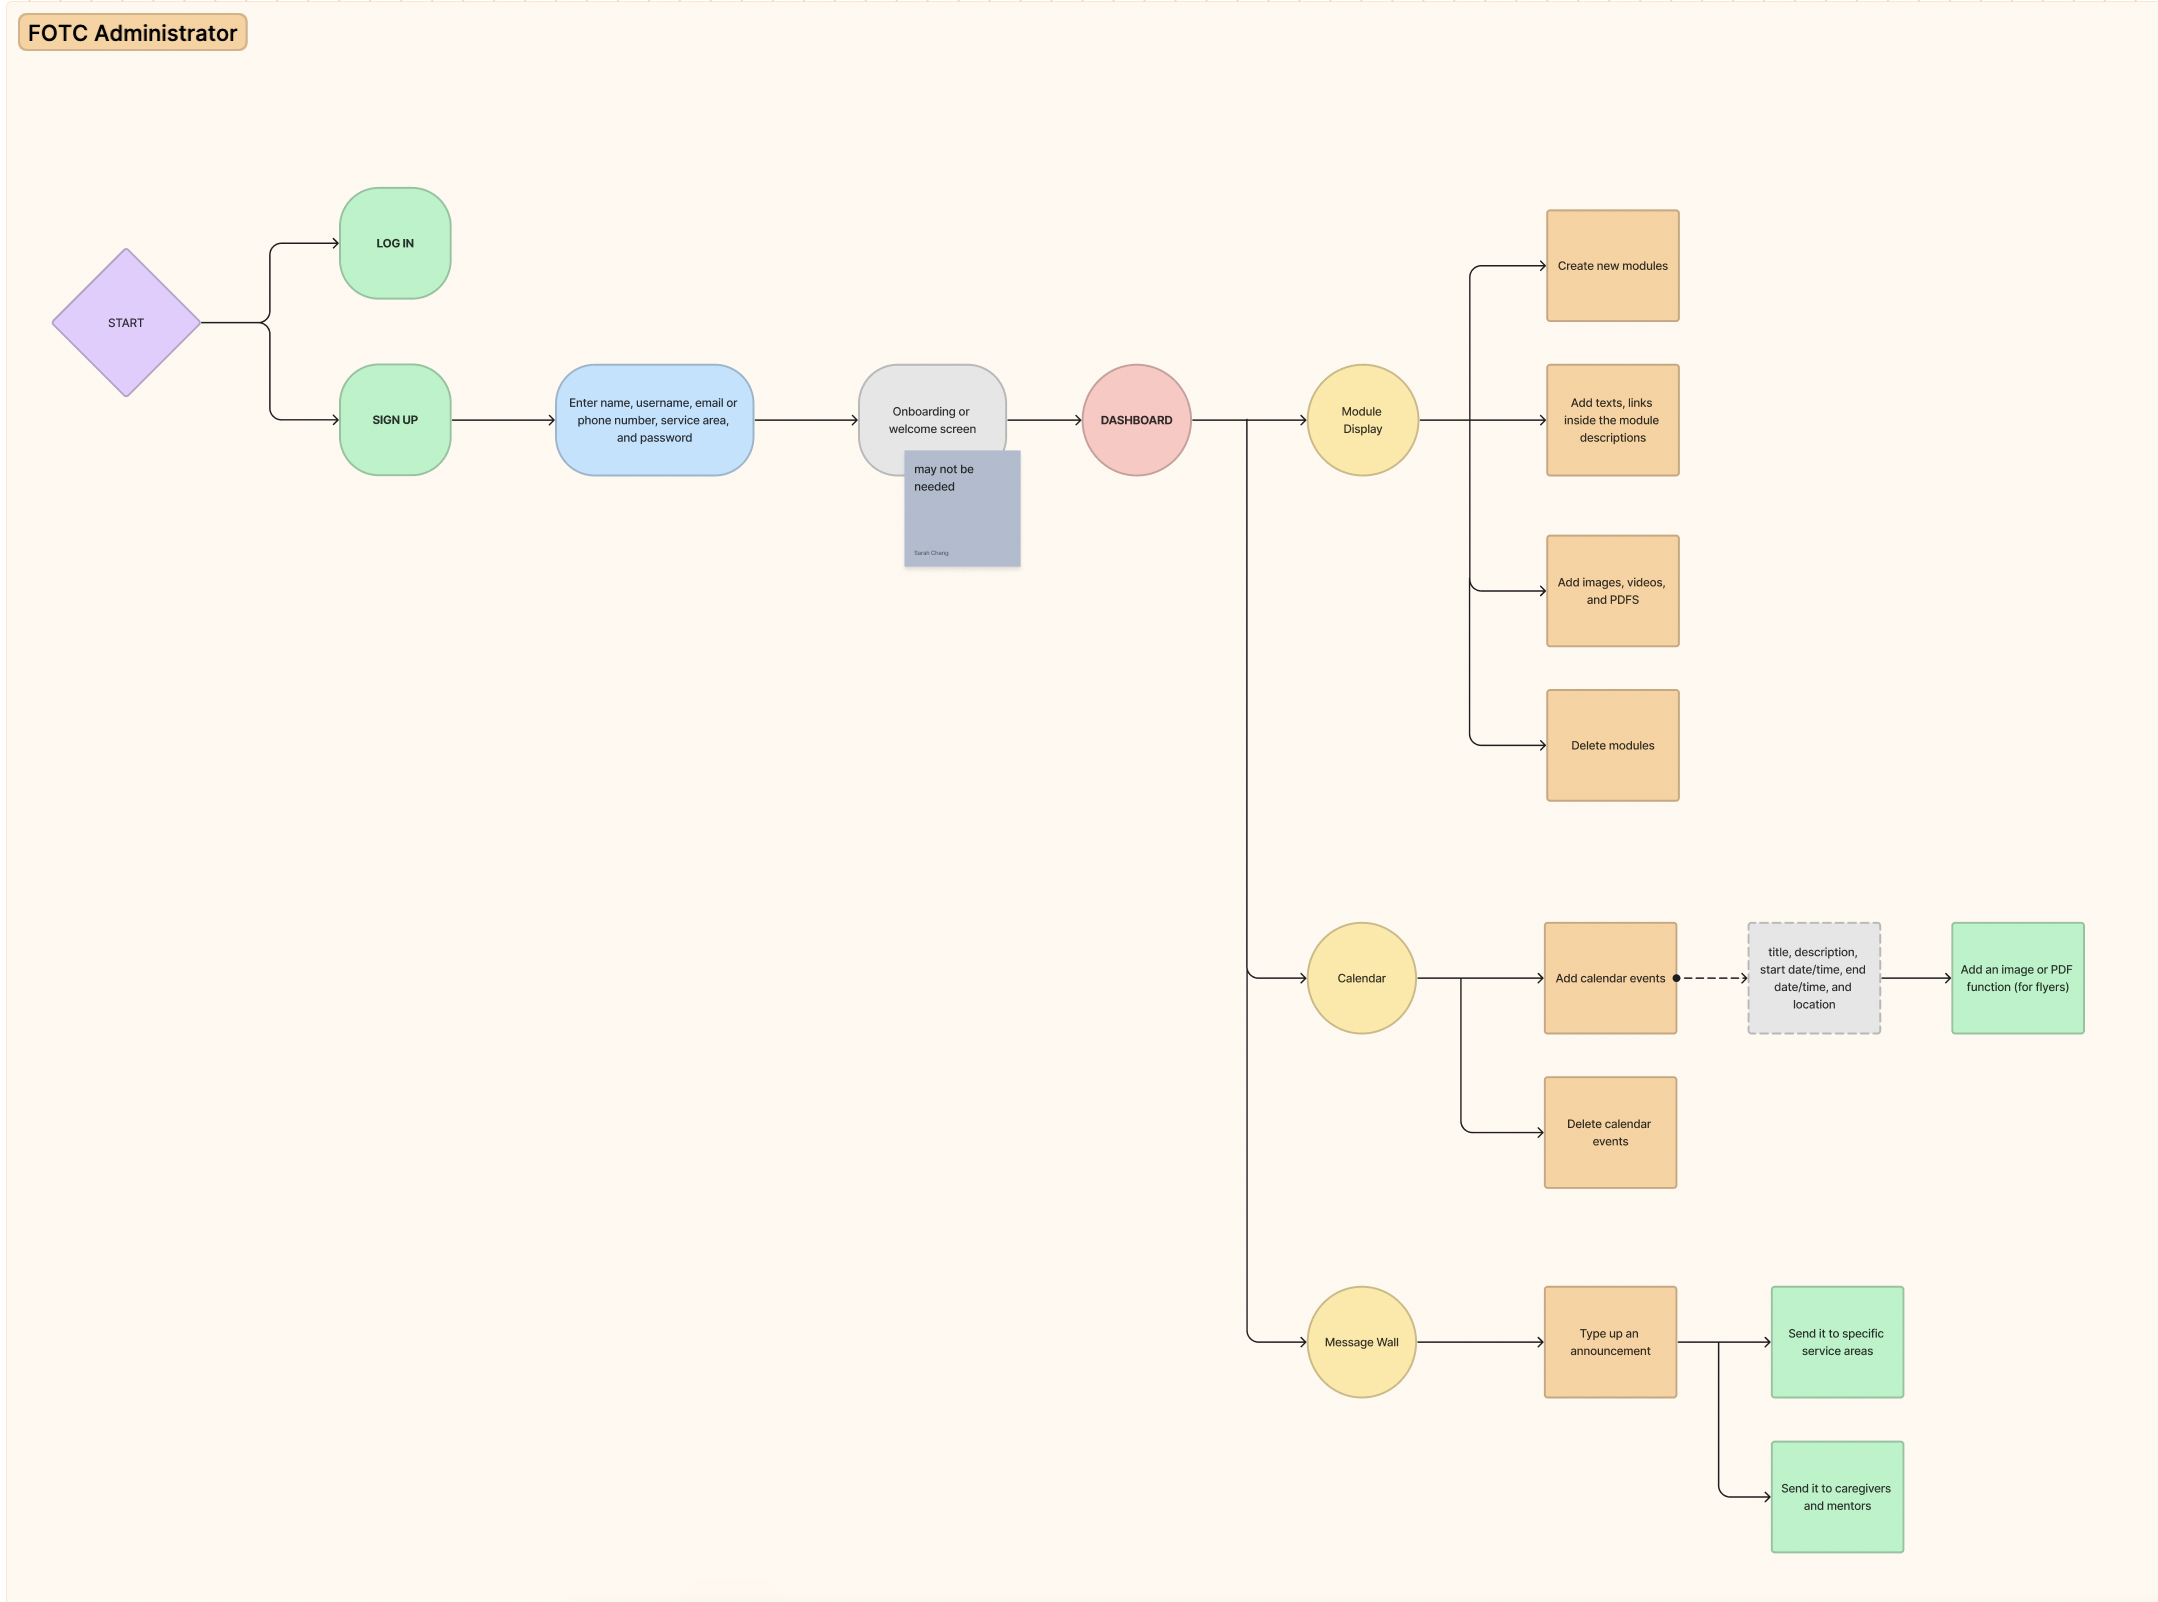 FOTC Administrator
LOG IN
START
SIGN UP
Enter name, username, email or
phone number, service area,
and password
Onboarding or
welcome screen
may not be
needed
Sarah Chang
DASHBOARD
Module
Display
Create new modules
Add texts, links
inside the module
descriptions
Add images, videos,
and PDFS
Delete modules
Calendar
Add calendar events
title, description,
start date/time, end
date/time, and
location
Add an image or PDF
function (for flyers)
Delete calendar
events
Message Wall
Type up an
announcement
Send it to specific
service areas
Send it to caregivers
and mentors